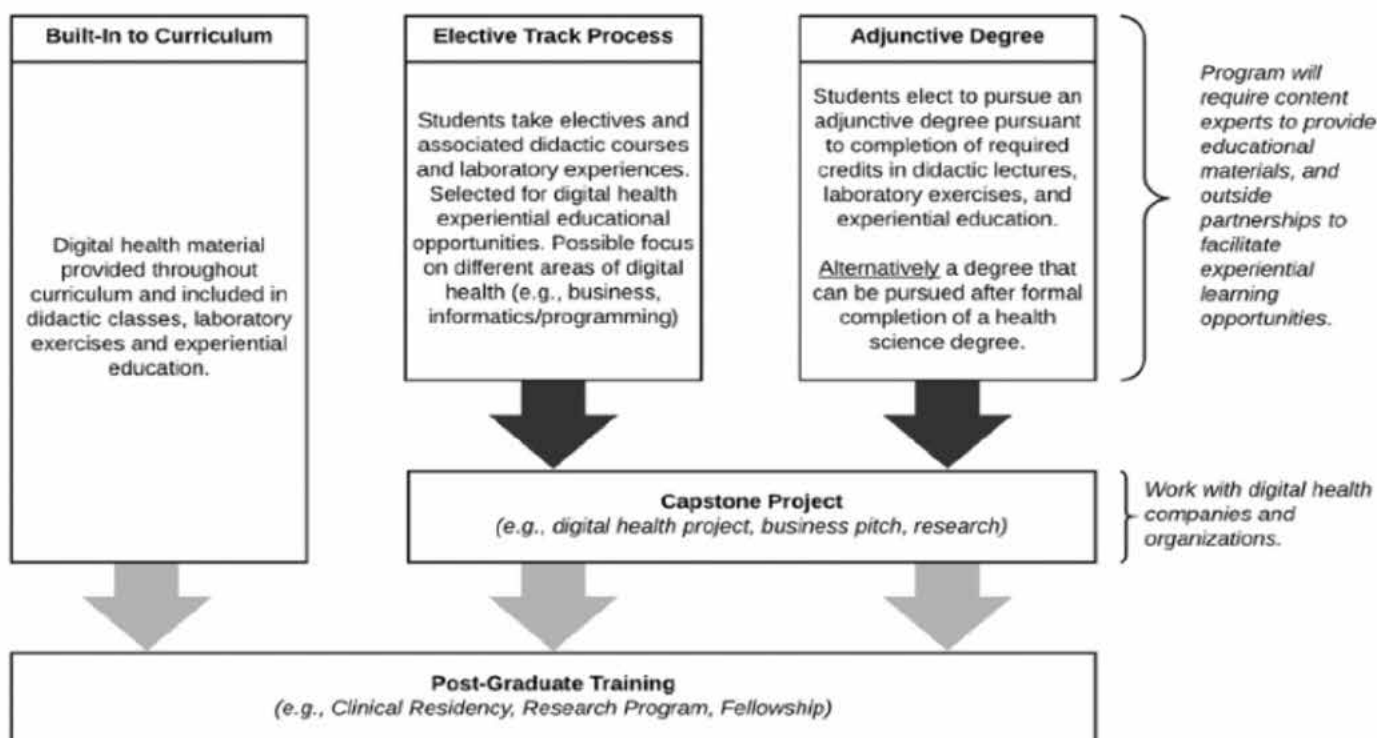 Built-In to Curriculum
Digital health material
provided throughout
curriculum and included in
didactic classes, laboratory
exercises and experiential
education.
Elective Track Process
Students take electives and
associated didactic courses
and laboratory experiences.
Selected for digital health
experiential educational
opportunities. Possible focus
on different areas of digital
health (e.g., business,
informatics/programming)
Adjunctive Degree
Students elect to pursue an
adjunctive degree pursuant
to completion of required
credits in didactic lectures,
laboratory exercises, and
experiential education.
Alternatively a degree that
can be pursued after formal
completion of a health
science degree.
Program will
require content
experts to provide
educational
materials, and
outside
partnerships to
facilitate
experiential
learning
opportunities.
Capstone Project
(e.g., digital health project, business pitch, research)
Work with digital health
companies and
organizations.
Post-Graduate Training
(e.g., Clinical Residency, Research Program, Fellowship)